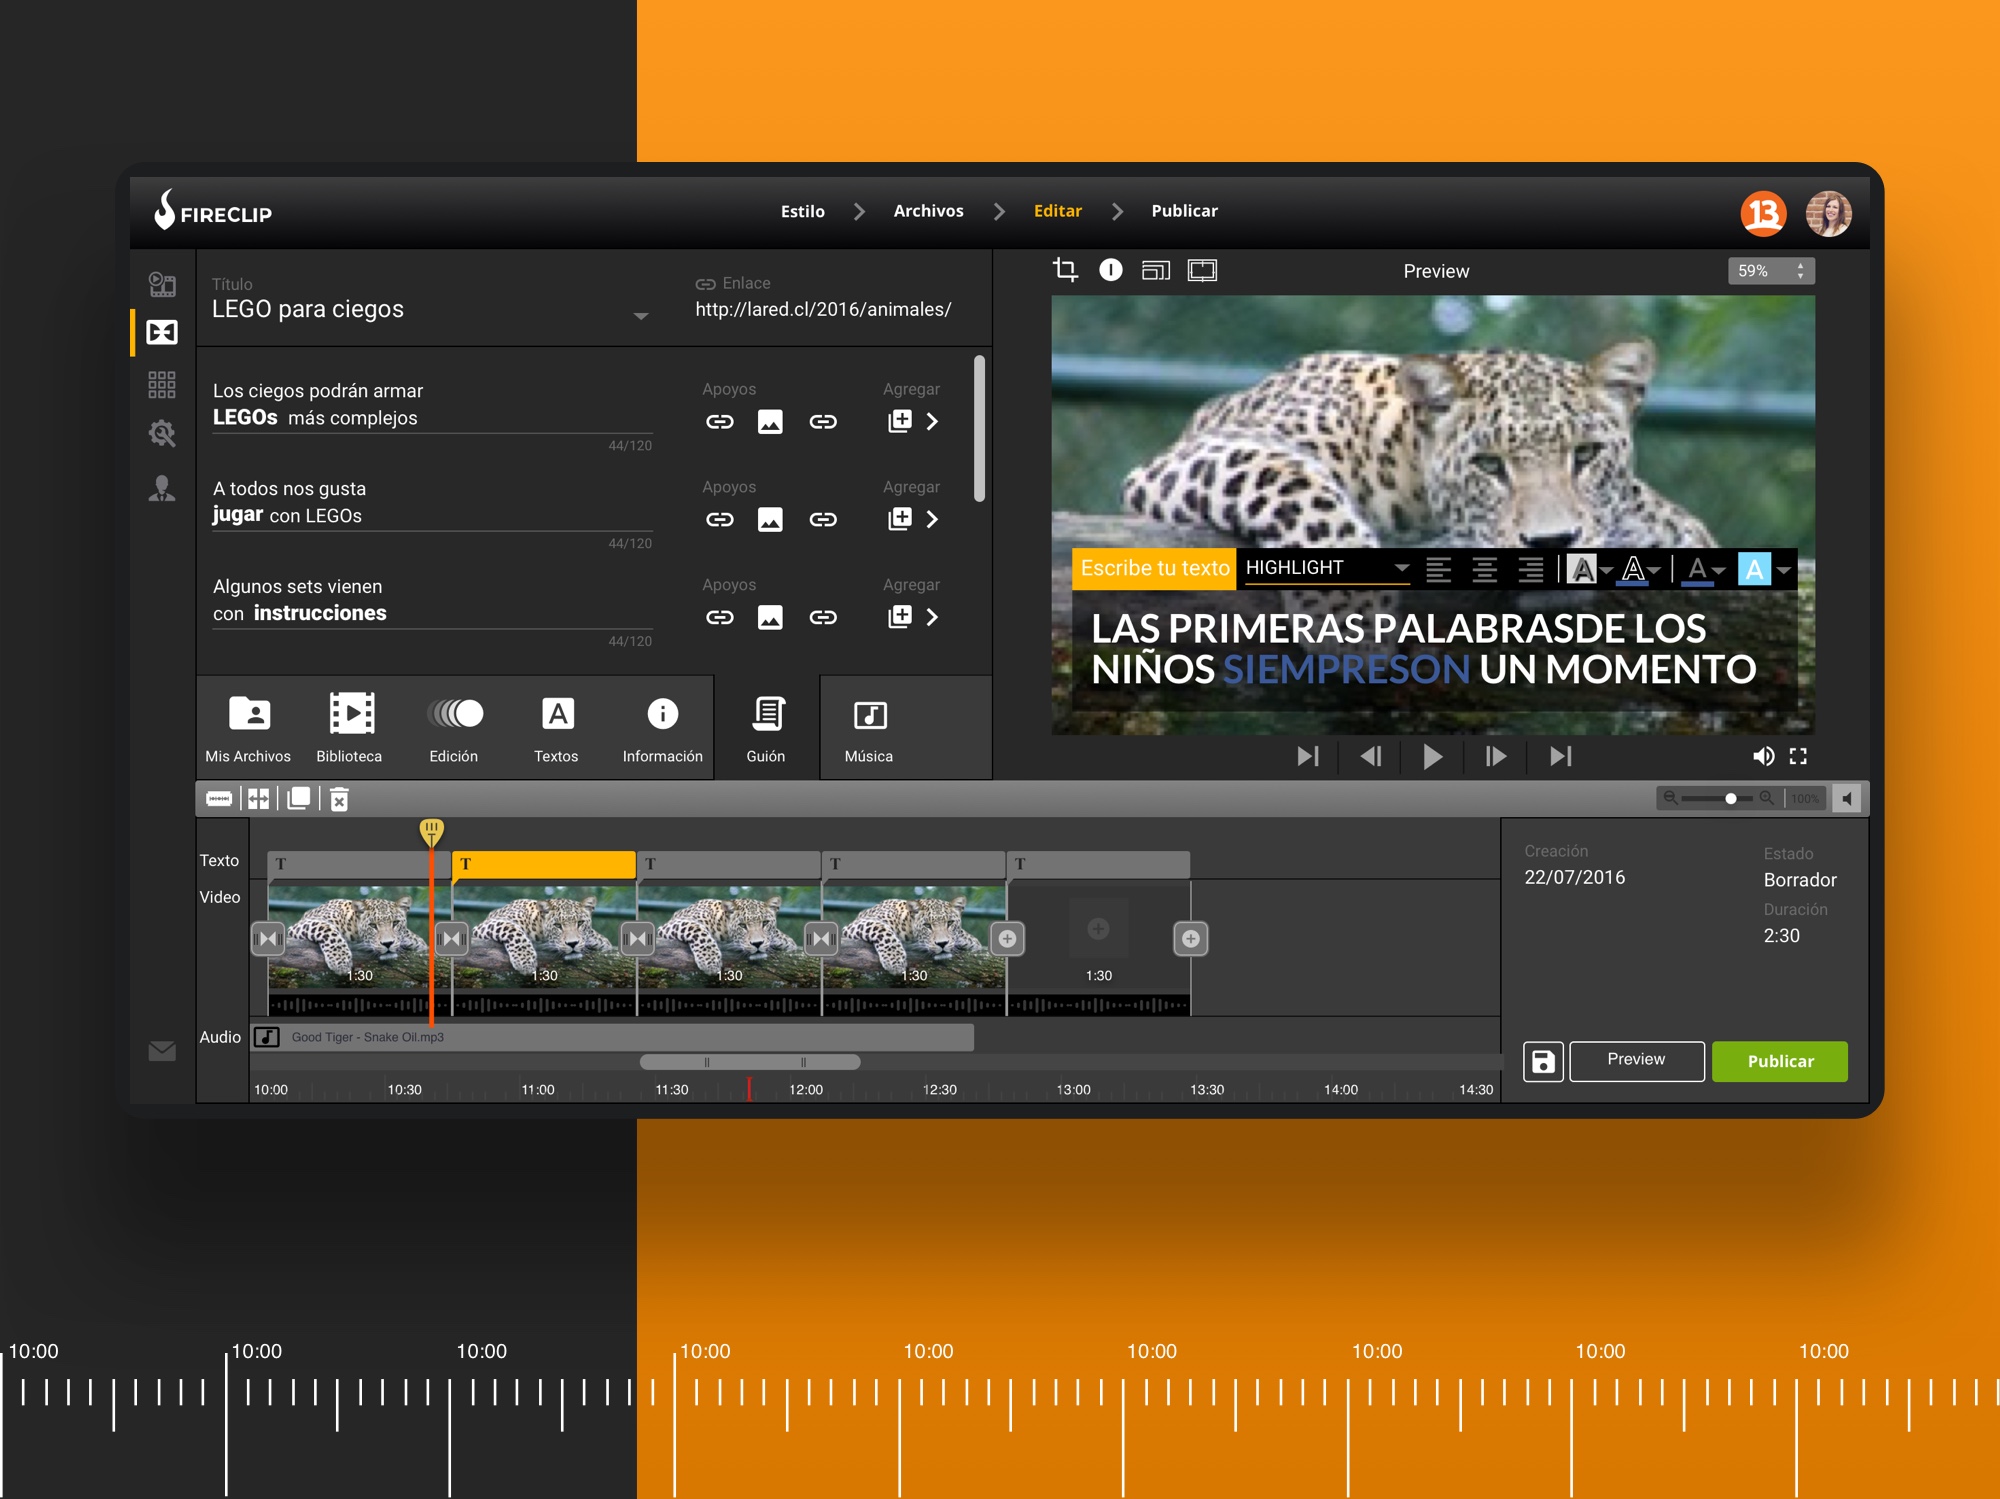 FIRECLIP
Estilo
Archivos
Editar
Publicar
13
Título
LEGO para ciegos
Enlace
http://lared.cl/2016/animales/
Los ciegos podrán armar
LEGOs más complejos
44/120
Apoyos
Agregar
A todos nos gusta
jugar con LEGOs
44/120
Apoyos
Agregar
Algunos sets vienen
con instrucciones
44/120
Apoyos
Agregar
Mis Archivos
Biblioteca
Edición
A
Textos
Información
Guión
Música
Preview
59%
Escribe tu texto
HIGHLIGHT
A
A
A
A
LAS PRIMERAS PALABRASDE LOS
NIÑOS SIEMPRESON UN MOMENTO
100%
Texto
T
T
T
T
T
Video
1:30
1:30
1:30
1:30
1:30
Audio
Good Tiger - Snake Oil.mp3
10:00
10:30
11:00
11:30
12:00
12:30
13:00
13:30
14:00
14:30
Creación
22/07/2016
Estado
Borrador
Duración
2:30
Preview
Publicar
10:00
10:00
10:00
10:00
10:00
10:00
10:00
10:00
10:00